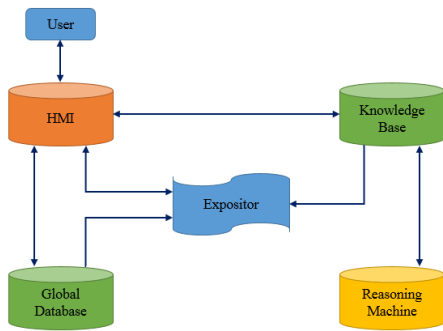 User
HMI
Knowledge
Base
Expositor
Global
Database
Reasoning
Machine